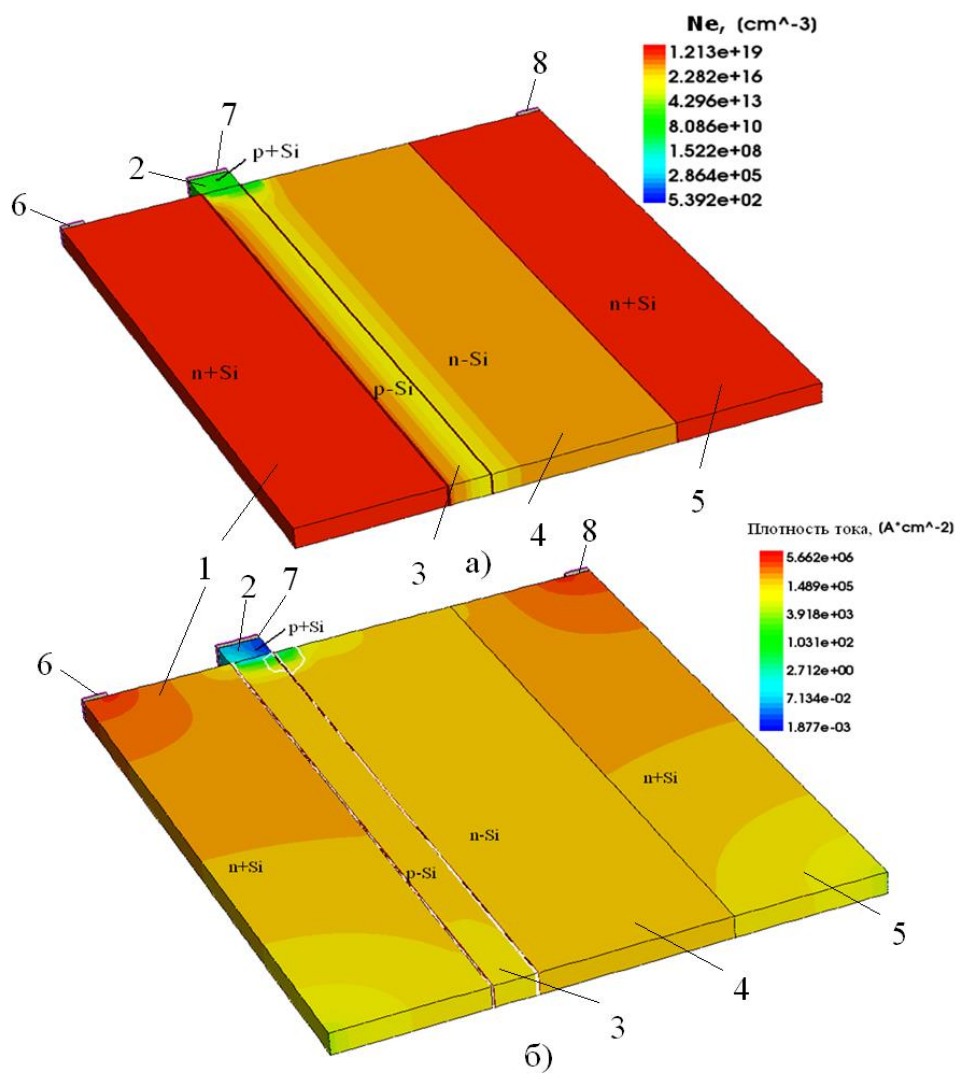 Ne, [cm^-3]
1.213e+19
2.282e+16
4.296e+13
8.086e+10
1.522e+08
2.864e+05
5.392e+02
8
7
p+Si
2
6
n+Si
n-Si
n+Si
p-Si
1
3
а)
4
5
Плотность тока, [A*cm^-2]
5.662e+06
1.489e+05
3.918e+03
1.031e+02
2.712e+00
7.134e-02
1.877e-03
8
2
7
p+Si
6
n+Si
n-Si
n+Si
p-Si
5
4
3
б)